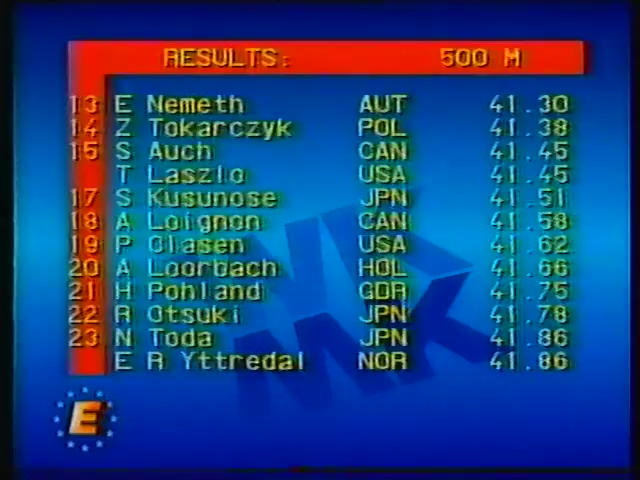 RESULTS: 500 M
13 E Nemeth AUT 41.30
14 Z Tokarczyk POL 41.38
15 S Auch CAN 41.45
T Laszlo USA 41.45
17 S Kusunose JPN 41.51
18 A Loignon CAN 41.58
19 P Clasen USA 41.62
20 A Loorbach HOL 41.66
21 H Pohland GDR 41.75
22 R Otsuki JPN 41.78
23 N Toda JPN 41.86
E R Yttredal NOR 41.86
E